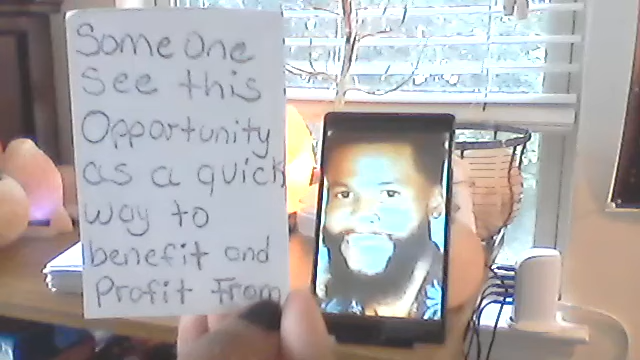 Some One
See this
Opportunity
as a quick
way to
benefit and
Profit From